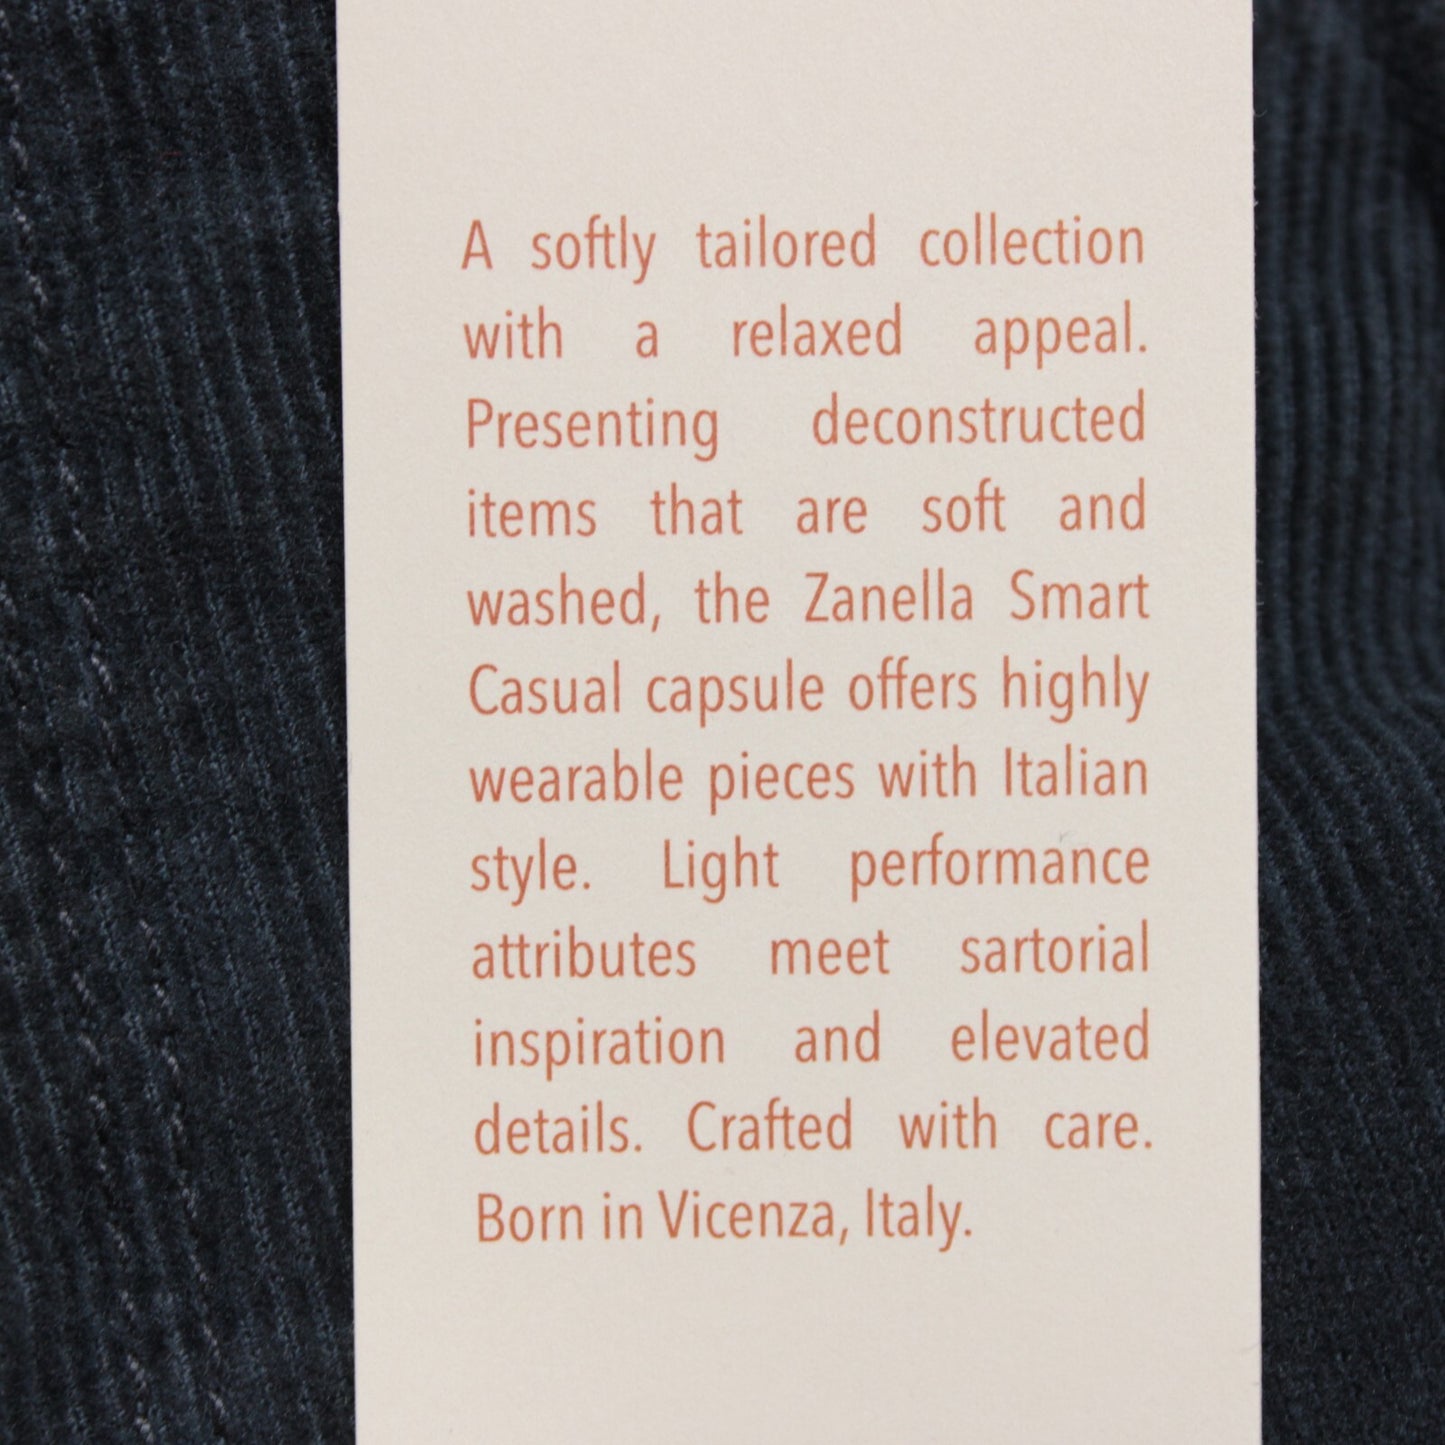 A softly tailored collection
with a relaxed appeal.
Presenting deconstructed
items that are soft and
washed, the Zanella Smart
Casual capsule offers highly
wearable pieces with Italian
style. Light performance
attributes meet sartorial
inspiration and elevated
details. Crafted with care.
Born in Vicenza, Italy.